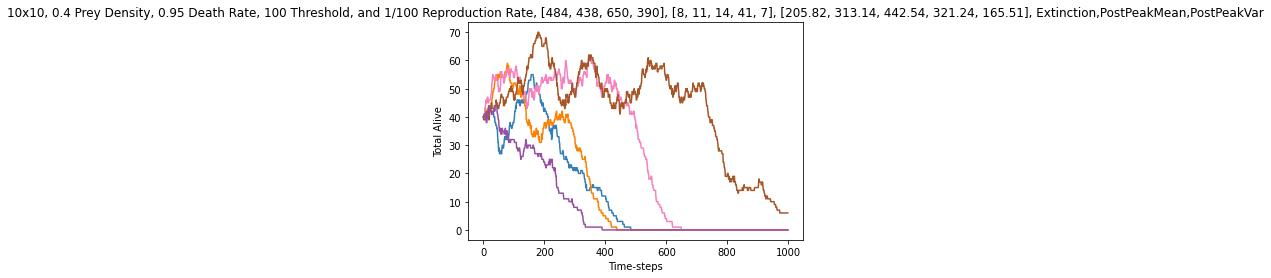 10x10, 0.4 Prey Density, 0.95 Death Rate, 100 Threshold, and 1/100 Reproduction Rate, [484, 438, 650, 390], [8, 11, 14, 41, 7], [205.82, 313.14, 442.54, 321.24, 165.51], Extinction,PostPeakMean,PostPeakVar
70
60
50
40
30
20
10
0
Total Alive
0 200 400 600 800 1000
Time-steps